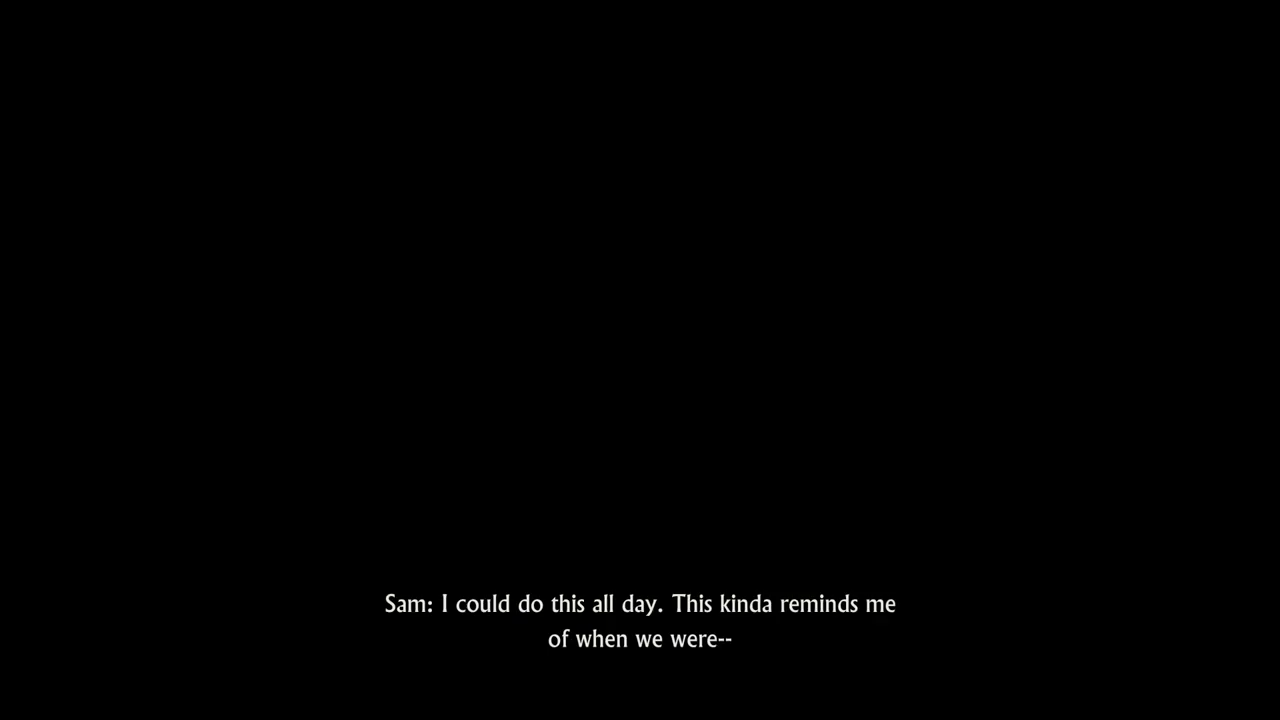 Sam: I could do this all day. This kinda reminds me
of when we were--